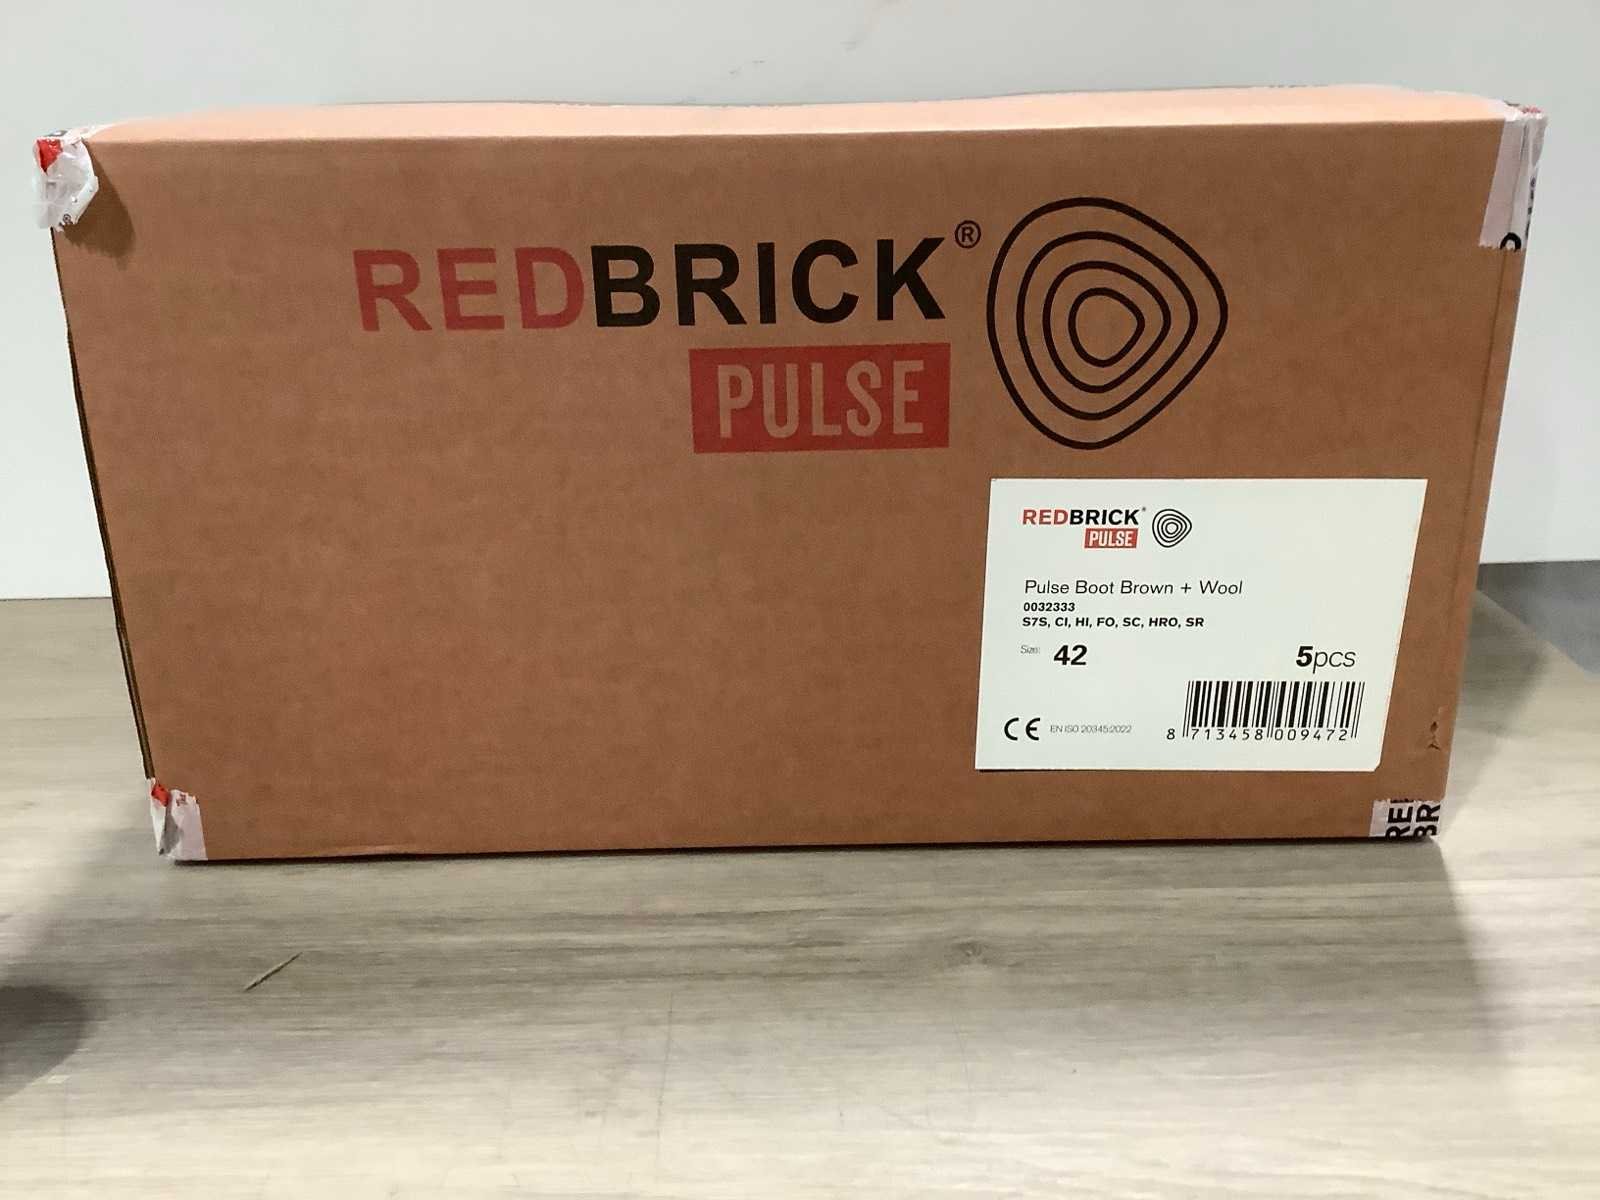 REDBRICK®
PULSE
REDBRICK®
PULSE
Pulse Boot Brown + Wool
0032333
S7S, CI, HI, FO, SC, HRO, SR
Size: 42
5pcs
CE EN ISO 20345:2022
8 713458 009472